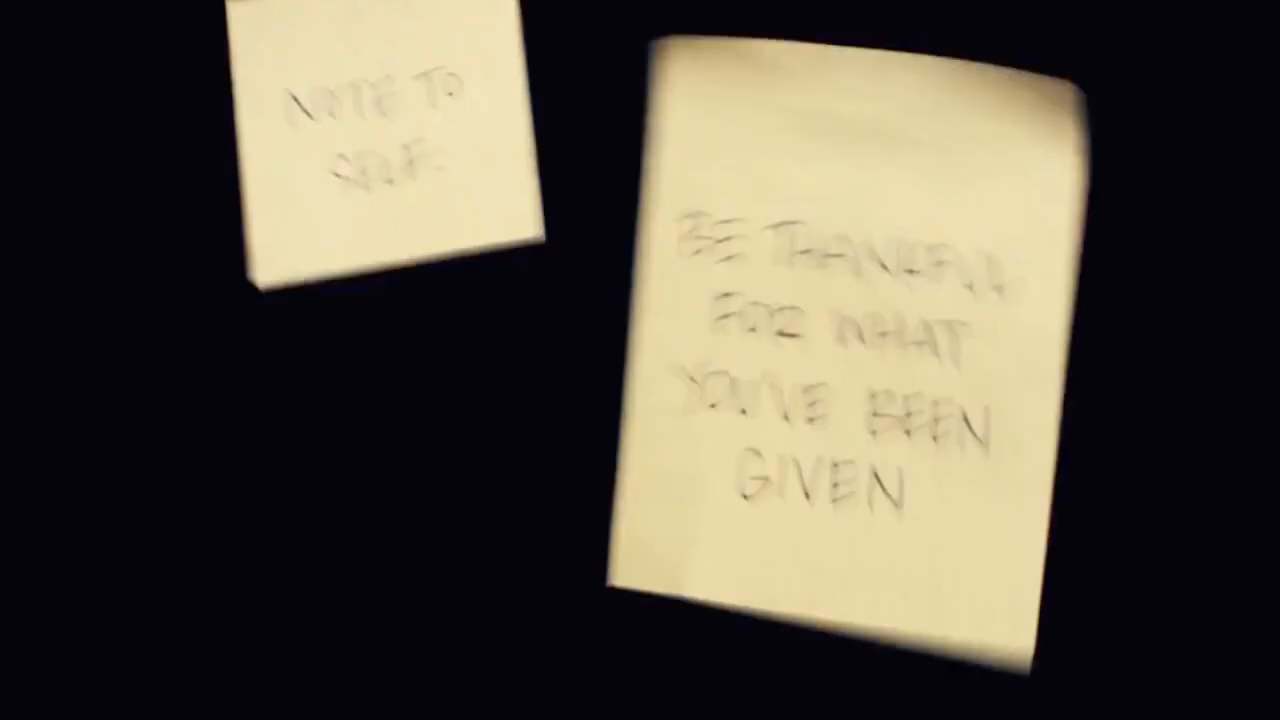 NOTE TO
SELF:
BE THANKFUL
FOR WHAT
YOU'VE BEEN
GIVEN